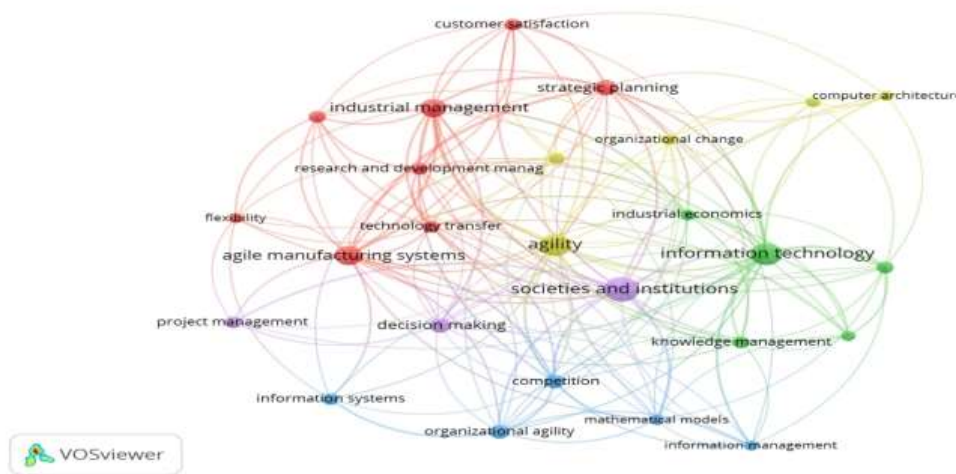 customer satisfaction
strategic planning
industrial management
computer architecture
organizational change
research and development manag
flexibility
industrial economics
technology transfer
agility
information technology
agile manufacturing systems
societies and institutions
project management
decision making
knowledge management
competition
information systems
mathematical models
organizational agility
information management
VOSviewer